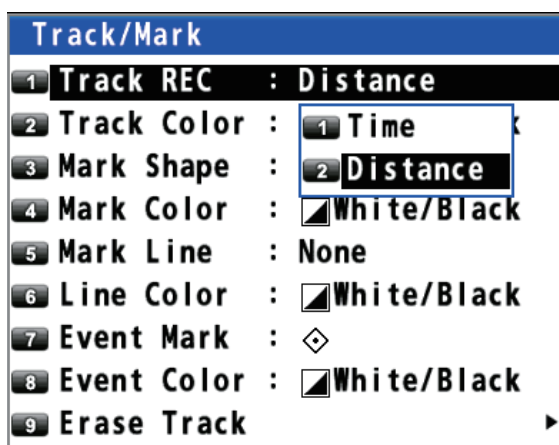 Track/Mark
1 Track REC : Distance
2 Track Color :
1 Time
3 Mark Shape :
2 Distance
4 Mark Color : White/Black
5 Mark Line : None
6 Line Color : White/Black
7 Event Mark :
8 Event Color : White/Black
9 Erase Track